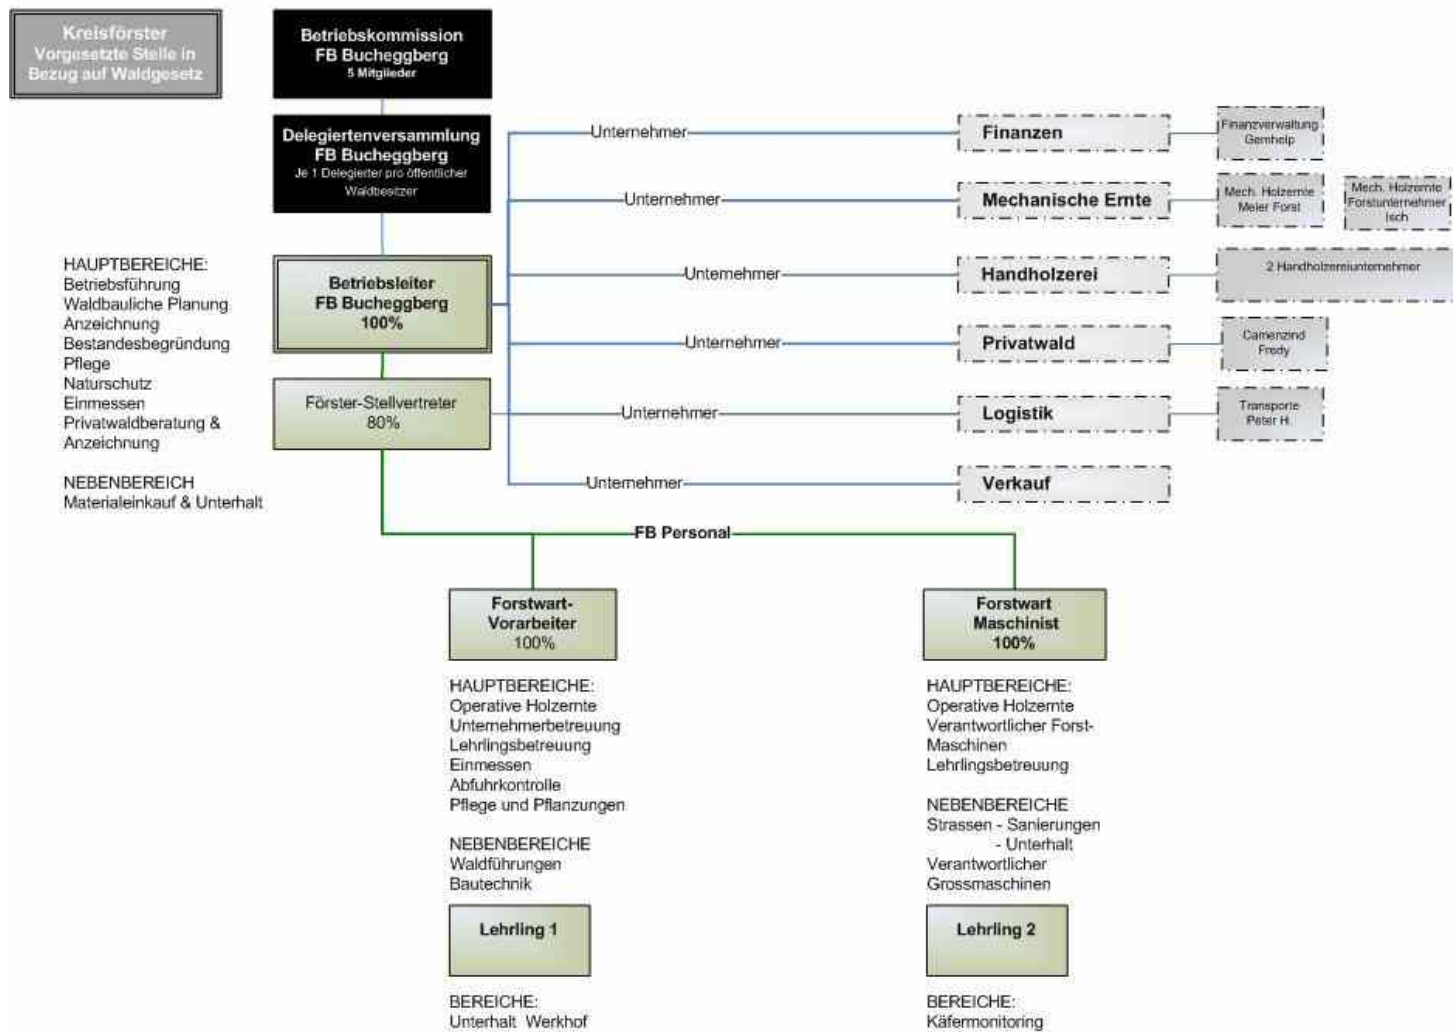 Kreisförster
Vorgesetzte Stelle in
Bezug auf Waldgesetz
Betriebskommission
FB Bucheggberg
5 Mitglieder
Delegiertenversammlung
FB Bucheggberg
Je 1 Delegierter pro öffentlicher
Waldbesitzer
Unternehmer
Finanzen
Finanzverwaltung
Gemhelp
Unternehmer
Mechanische Ernte
Mech. Holzernte
Meier Forst
Mech. Holzernte
Forstunternehmer
Isch
HAUPTBEREICHE:
Betriebsführung
Waldbauliche Planung
Anzeichnung
Bestandesbegründung
Pflege
Naturschutz
Einmessen
Privatwaldberatung &
Anzeichnung
NEBENBEREICH
Materialeinkauf & Unterhalt
Betriebsleiter
FB Bucheggberg
100%
Unternehmer
Handholzerei
2 Handholzereiunternehmer
Unternehmer
Privatwald
Camenzind
Fredy
Förster-Stellvertreter
80%
Unternehmer
Logistik
Transporte
Peter H.
Unternehmer
Verkauf
FB Personal
Forstwart-
Vorarbeiter
100%
HAUPTBEREICHE:
Operative Holzernte
Unternehmerbetreuung
Lehrlingsbetreuung
Einmessen
Abfuhrkontrolle
Pflege und Pflanzungen
NEBENBEREICHE
Waldführungen
Bautechnik
Lehrling 1
BEREICHE:
Unterhalt Werkhof
Forstwart
Maschinist
100%
HAUPTBEREICHE:
Operative Holzernte
Verantwortlicher Forst-
Maschinen
Lehrlingsbetreuung
NEBENBEREICHE
Strassen - Sanierungen
- Unterhalt
Verantwortlicher
Grossmaschinen
Lehrling 2
BEREICHE:
Käfermonitoring